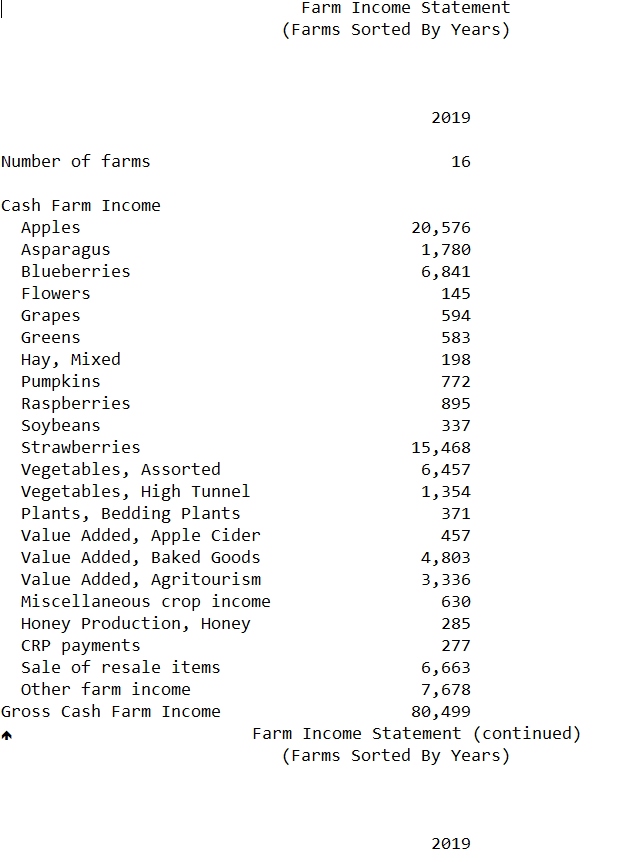 Farm Income Statement
(Farms Sorted By Years)
2019
Number of farms 16
Cash Farm Income
Apples 20,576
Asparagus 1,780
Blueberries 6,841
Flowers 145
Grapes 594
Greens 583
Hay, Mixed 198
Pumpkins 772
Raspberries 895
Soybeans 337
Strawberries 15,468
Vegetables, Assorted 6,457
Vegetables, High Tunnel 1,354
Plants, Bedding Plants 371
Value Added, Apple Cider 457
Value Added, Baked Goods 4,803
Value Added, Agritourism 3,336
Miscellaneous crop income 630
Honey Production, Honey 285
CRP payments 277
Sale of resale items 6,663
Other farm income 7,678
Gross Cash Farm Income 80,499
Farm Income Statement (continued)
(Farms Sorted By Years)
2019